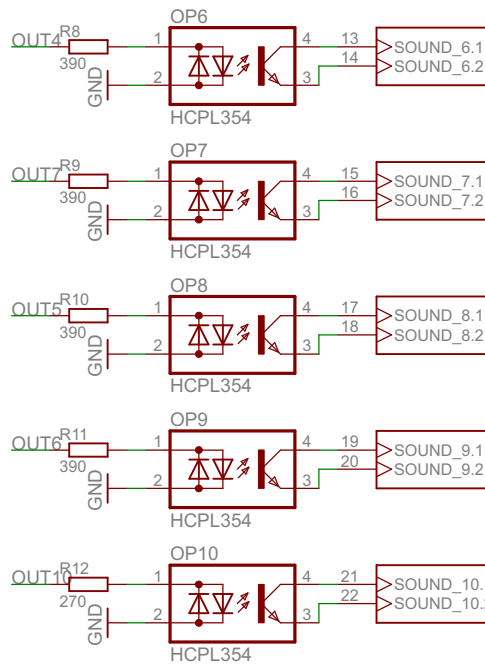 OP6
OUT4 R8 1 4 13 SOUND_6.1
390 14 SOUND_6.2
GND 2 3
HCPL354
OP7
OUT7 R9 1 4 15 SOUND_7.1
390 16 SOUND_7.2
GND 2 3
HCPL354
OP8
OUT5 R10 1 4 17 SOUND_8.1
390 18 SOUND_8.2
GND 2 3
HCPL354
OP9
OUT6 R11 1 4 19 SOUND_9.1
390 20 SOUND_9.2
GND 2 3
HCPL354
OP10
OUT10 R12 1 4 21 SOUND_10.
270 22 SOUND_10.
GND 2 3
HCPL354